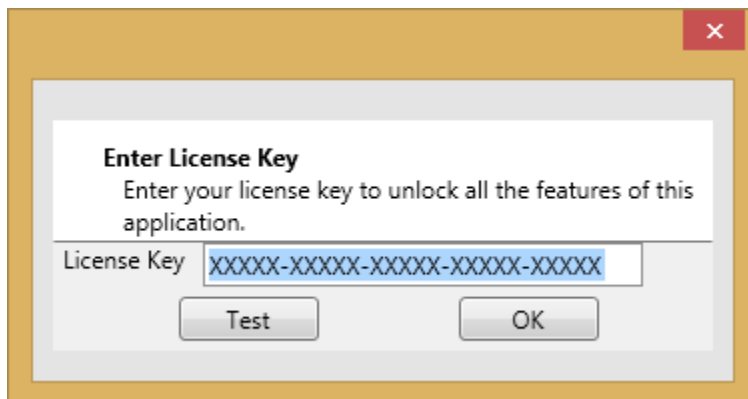 Enter License Key
Enter your license key to unlock all the features of this
application.
License Key XXXXX-XXXXX-XXXXX-XXXXX-XXXXX
Test OK